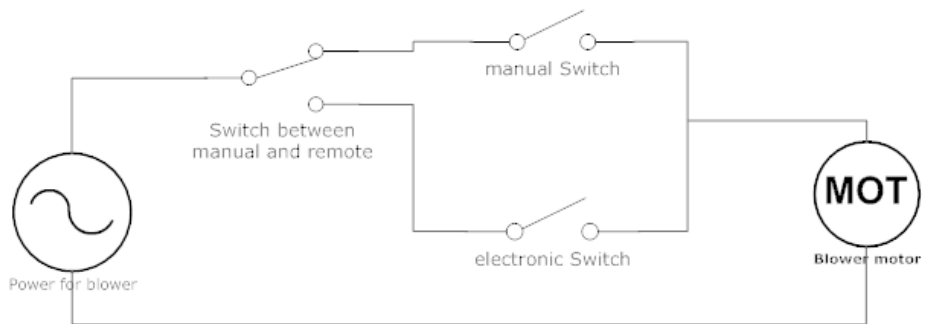 manual Switch
Switch between
manual and remote
MOT
electronic Switch
Blower motor
Power for blower